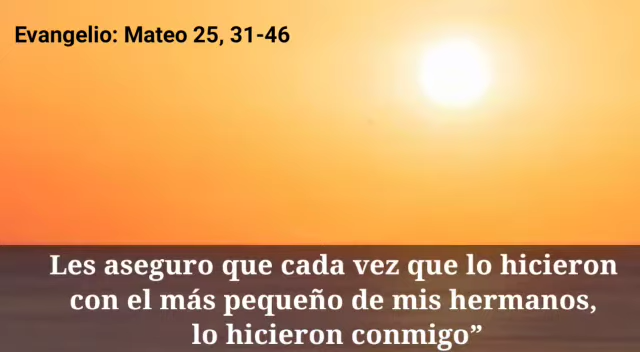 Evangelio: Mateo 25, 31-46
Les aseguro que cada vez que lo hicieron
con el más pequeño de mis hermanos,
lo hicieron conmigo”